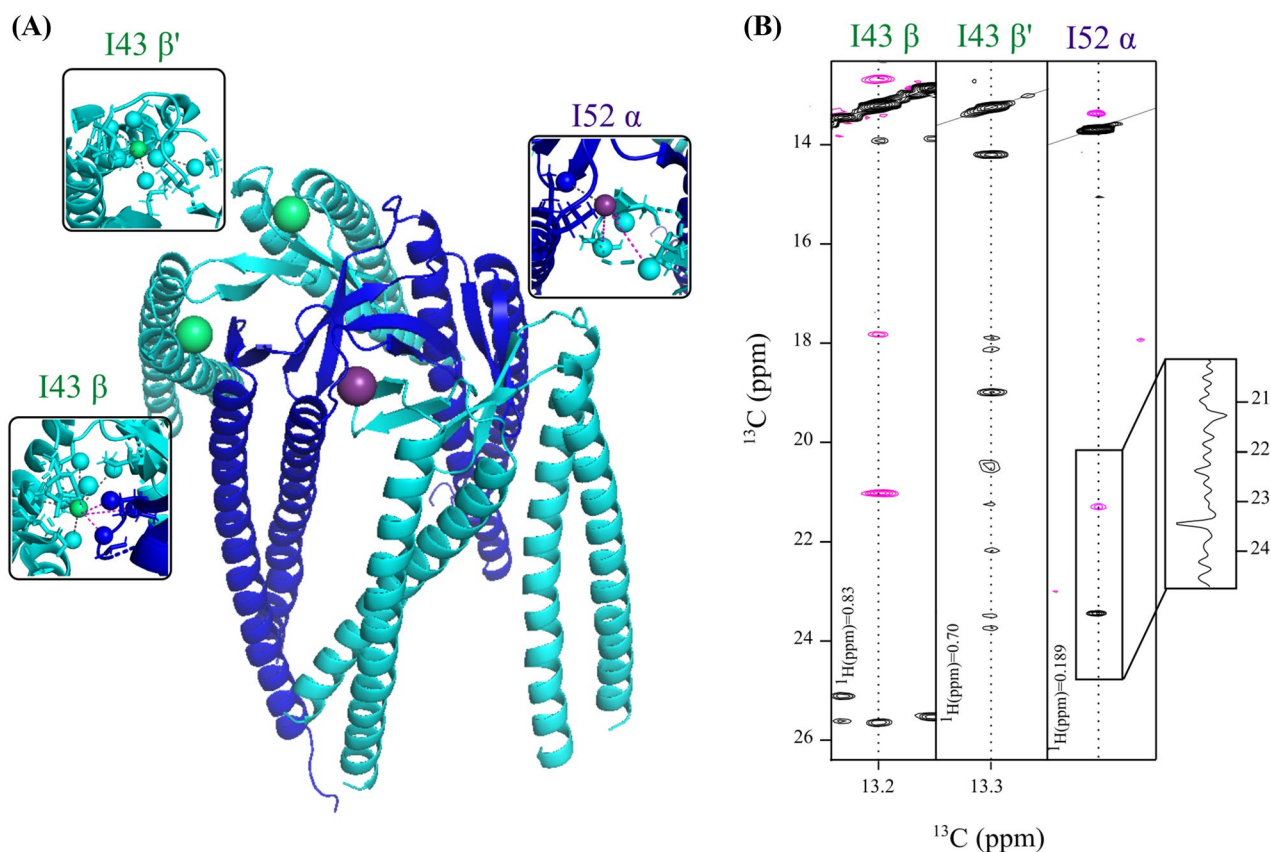 (A)
I43 β'
I52 α
I43 β
(B)
I43 β
I43 β'
I52 α
14
16
18
20
22
24
26
¹³C (ppm)
¹H(ppm)=0.83
¹H(ppm)=0.70
¹H(ppm)=0.189
21
22
23
24
13.2
13.3
¹³C (ppm)